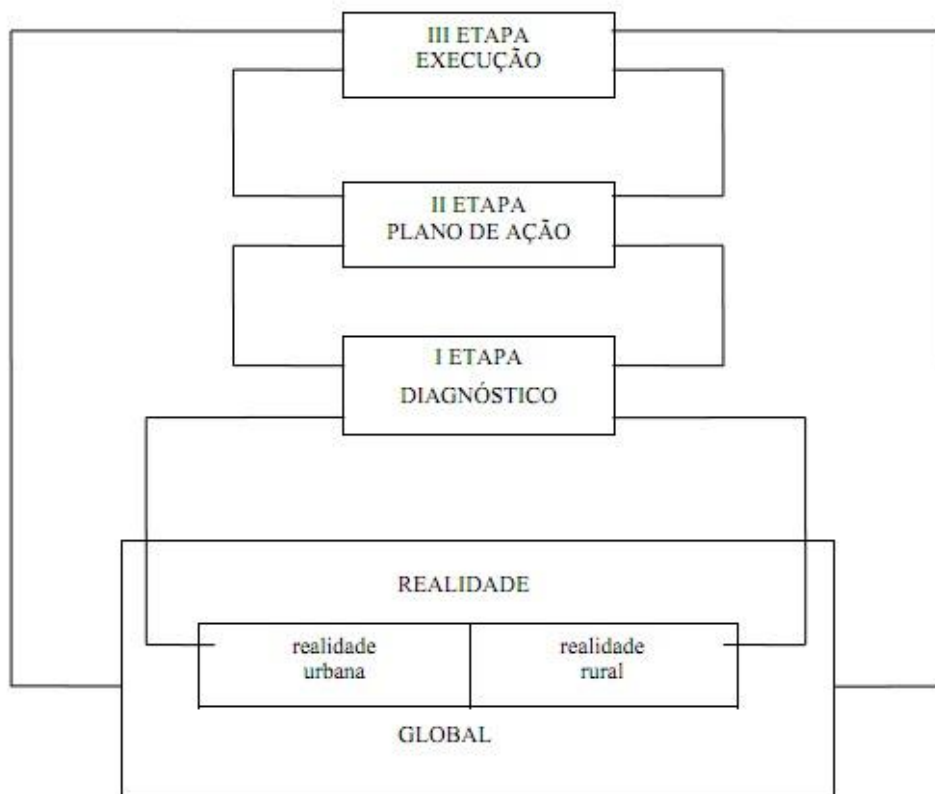 III ETAPA
EXECUÇÃO
II ETAPA
PLANO DE AÇÃO
I ETAPA
DIAGNÓSTICO
REALIDADE
realidade
urbana
realidade
rural
GLOBAL